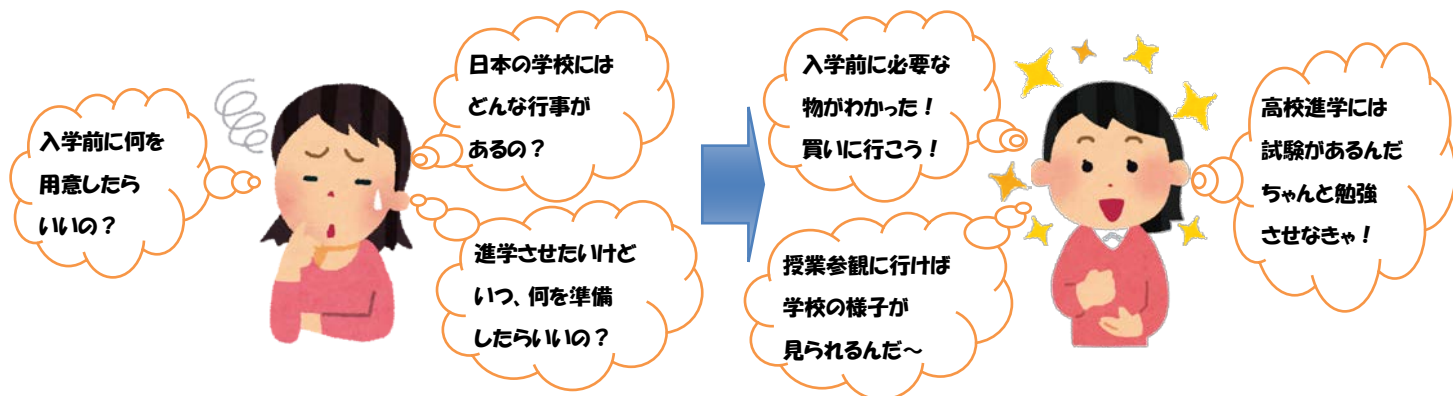 入学前に何を
用意したら
いいの？
日本の学校には
どんな行事が
あるの？
進学させたいけど
いつ、何を準備
したらいいの？
入学前に必要な
物がわかった！
買いに行こう！
授業参観に行けば
学校の様子が
見られるんだ～
高校進学には
試験があるんだ
ちゃんと勉強
させなきゃ！